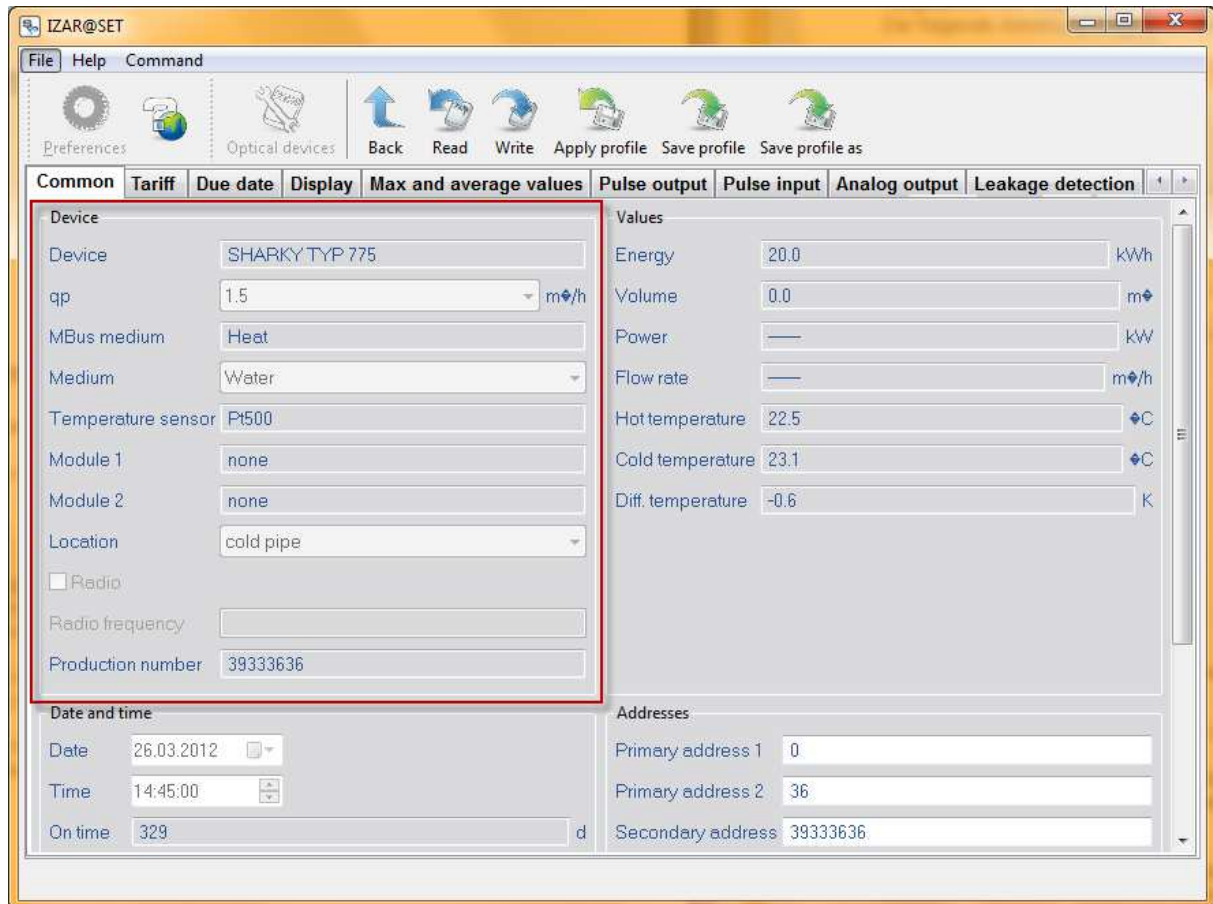 IZAR@SET
File Help Command
Preferences Optical devices Back Read Write Apply profile Save profile Save profile as
Common Tariff Due date Display Max and average values Pulse output Pulse input Analog output Leakage detection
Device
Device SHARKY TYP 775
qp 1.5 m�/h
MBus medium Heat
Medium Water
Temperature sensor Pt500
Module 1 none
Module 2 none
Location cold pipe
Radio
Radio frequency
Production number 39333636
Values
Energy 20.0 kWh
Volume 0.0 m�
Power —— kW
Flow rate —— m�/h
Hot temperature 22.5 �C
Cold temperature 23.1 �C
Diff. temperature -0.6 K
Date and time
Date 26.03.2012
Time 14:45:00
On time 329 d
Addresses
Primary address 1 0
Primary address 2 36
Secondary address 39333636